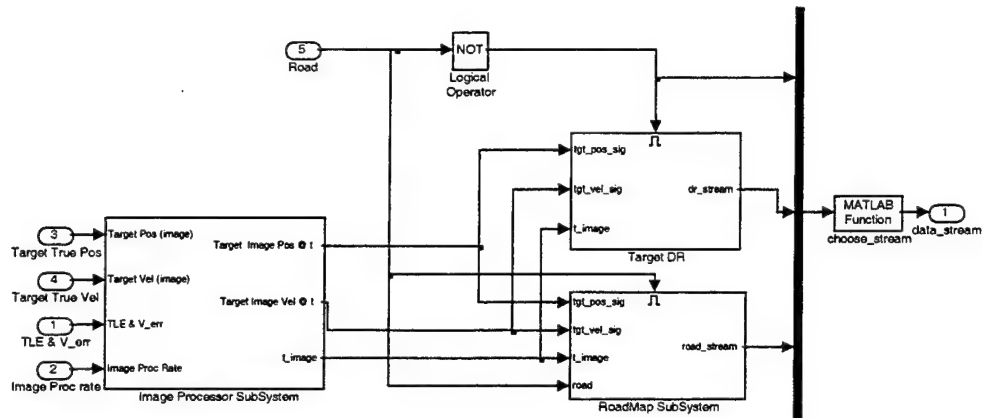 5
Road
NOT
Logical
Operator
tgt_pos_sig
tgt_vel_sig
dr_stream
t_image
Target DR
MATLAB
Function
choose_stream
1
data_stream
3
Target True Pos
4
Target True Vel
1
TLE & V_err
2
Image Proc rate
Target Pos (image)
Target Image Pos @ t
Target Vel (image)
Target Image Vel @ t
TLE & V_err
t_image
Image Proc Rate
Image Processor SubSystem
tgt_pos_sig
tgt_vel_sig
road_stream
t_image
road
RoadMap SubSystem